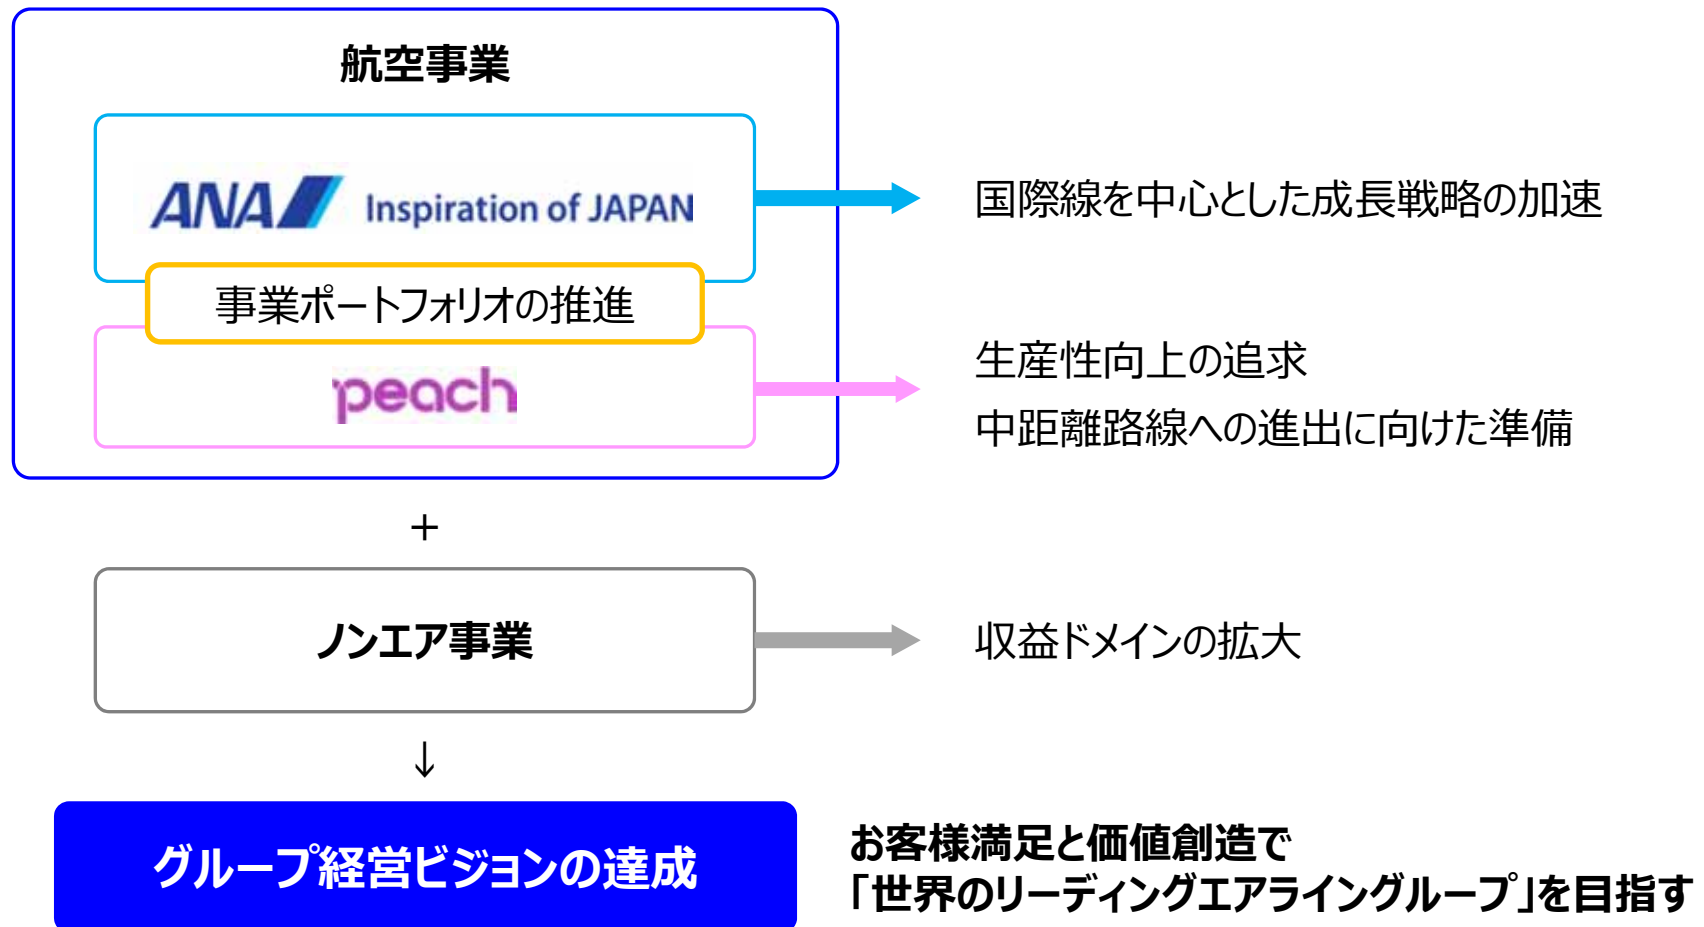 航空事業
ANA Inspiration of JAPAN
国際線を中心とした成長戦略の加速
事業ポートフォリオの推進
peach
生産性向上の追求
中距離路線への進出に向けた準備
＋
ノンエア事業
収益ドメインの拡大
↓
グループ経営ビジョンの達成
お客様満足と価値創造で
「世界のリーディングエアライングループ」を目指す